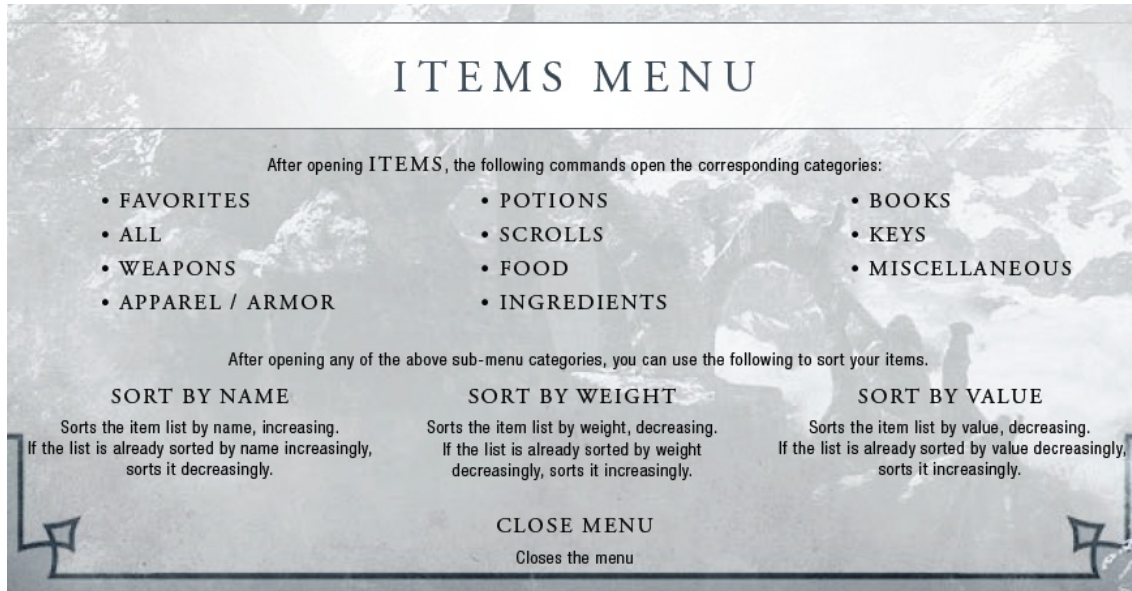 ITEMS MENU
After opening ITEMS, the following commands open the corresponding categories:
• FAVORITES
• ALL
• WEAPONS
• APPAREL / ARMOR
• POTIONS
• SCROLLS
• FOOD
• INGREDIENTS
• BOOKS
• KEYS
• MISCELLANEOUS
After opening any of the above sub-menu categories, you can use the following to sort your items.
SORT BY NAME
Sorts the item list by name, increasing.
If the list is already sorted by name increasingly,
sorts it decreasingly.
SORT BY WEIGHT
Sorts the item list by weight, decreasing.
If the list is already sorted by weight
decreasingly, sorts it increasingly.
SORT BY VALUE
Sorts the item list by value, decreasing.
If the list is already sorted by value decreasingly,
sorts it increasingly.
CLOSE MENU
Closes the menu